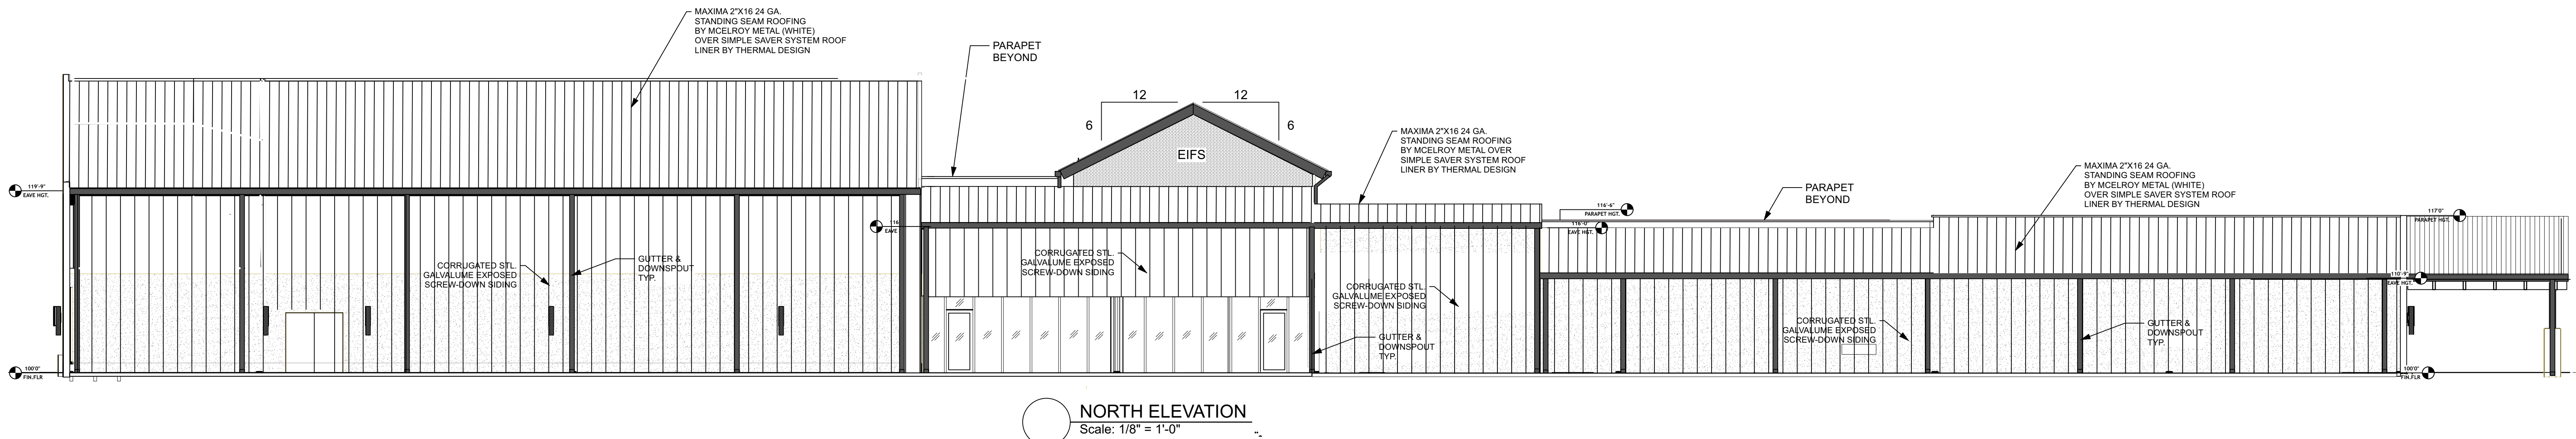 MAXIMA 2"X16 24 GA.
STANDING SEAM ROOFING
BY MCELROY METAL (WHITE)
OVER SIMPLE SAVER SYSTEM ROOF
LINER BY THERMAL DESIGN
PARAPET
BEYOND
12
12
6
6
EIFS
MAXIMA 2"X16 24 GA.
STANDING SEAM ROOFING
BY MCELROY METAL OVER
SIMPLE SAVER SYSTEM ROOF
LINER BY THERMAL DESIGN
MAXIMA 2"X16 24 GA.
STANDING SEAM ROOFING
BY MCELROY METAL (WHITE)
OVER SIMPLE SAVER SYSTEM ROOF
LINER BY THERMAL DESIGN
PARAPET
BEYOND
119'-9"
EAVE HGT.
116
EAVE
116'-6"
PARAPET HGT.
116'-0"
EAVE HGT.
117'0"
PARAPET HGT.
CORRUGATED STL.
GALVALUME EXPOSED
SCREW-DOWN SIDING
GUTTER &
DOWNSPOUT
TYP.
CORRUGATED STL.
GALVALUME EXPOSED
SCREW-DOWN SIDING
CORRUGATED STL.
GALVALUME EXPOSED
SCREW-DOWN SIDING
GUTTER &
DOWNSPOUT
TYP.
CORRUGATED STL.
GALVALUME EXPOSED
SCREW-DOWN SIDING
GUTTER &
DOWNSPOUT
TYP.
110'-9"
EAVE HGT.
100'0"
FIN.FLR
100'0"
FIN.FLR
NORTH ELEVATION
Scale: 1/8" = 1'-0"